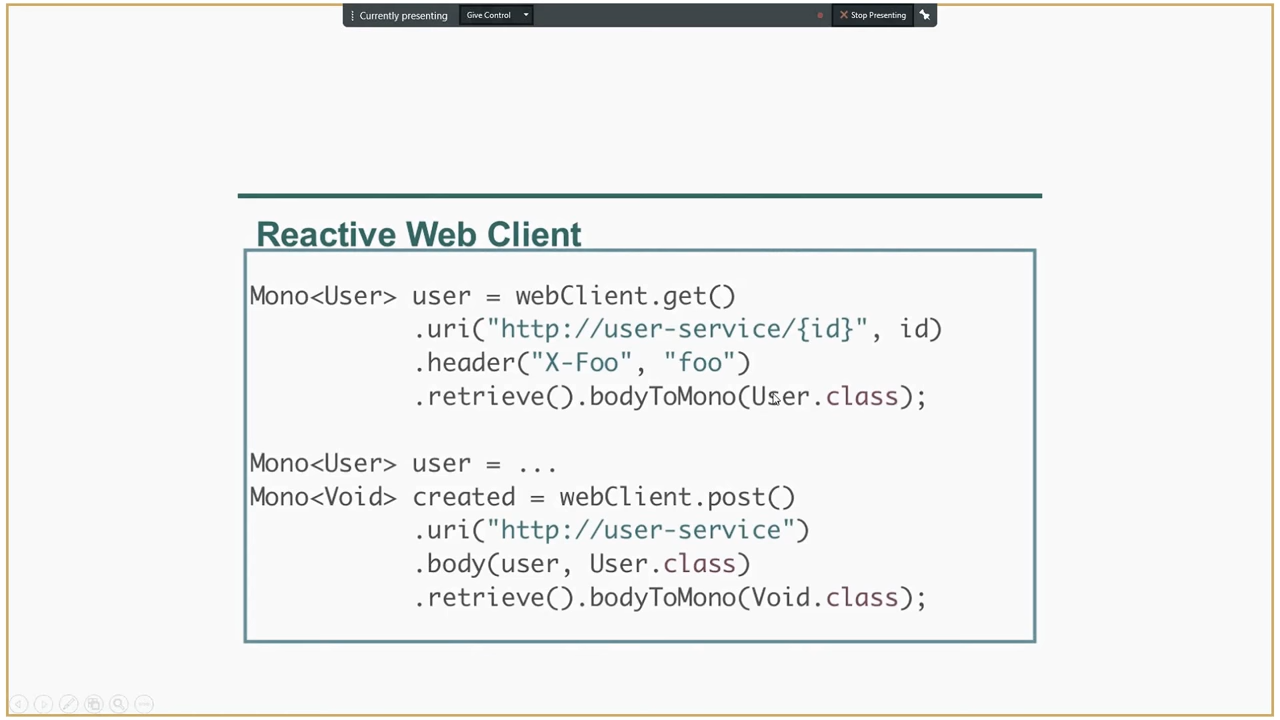 Currently presenting Give Control Stop Presenting
Reactive Web Client
Mono<User> user = webClient.get()
.uri("http://user-service/{id}", id)
.header("X-Foo", "foo")
.retrieve().bodyToMono(User.class);
Mono<User> user = ...
Mono<Void> created = webClient.post()
.uri("http://user-service")
.body(user, User.class)
.retrieve().bodyToMono(Void.class);